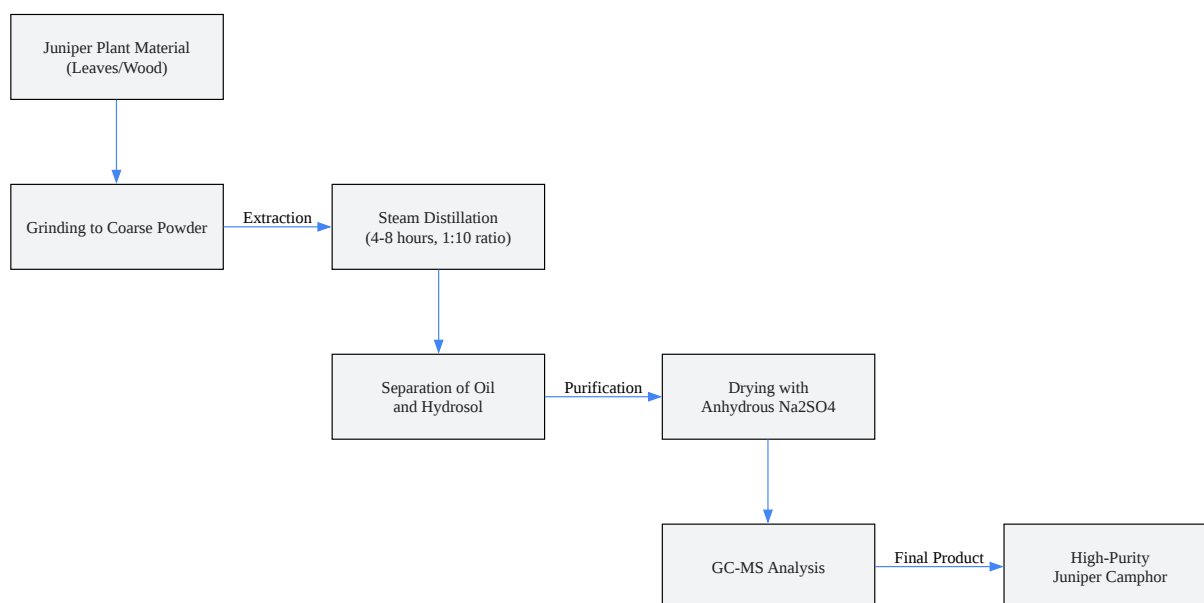 Juniper Plant Material
(Leaves/Wood)
Grinding to Coarse Powder
Extraction
Steam Distillation
(4-8 hours, 1:10 ratio)
Separation of Oil
and Hydrosol
Purification
Drying with
Anhydrous Na2SO4
GC-MS Analysis
Final Product
High-Purity
Juniper Camphor